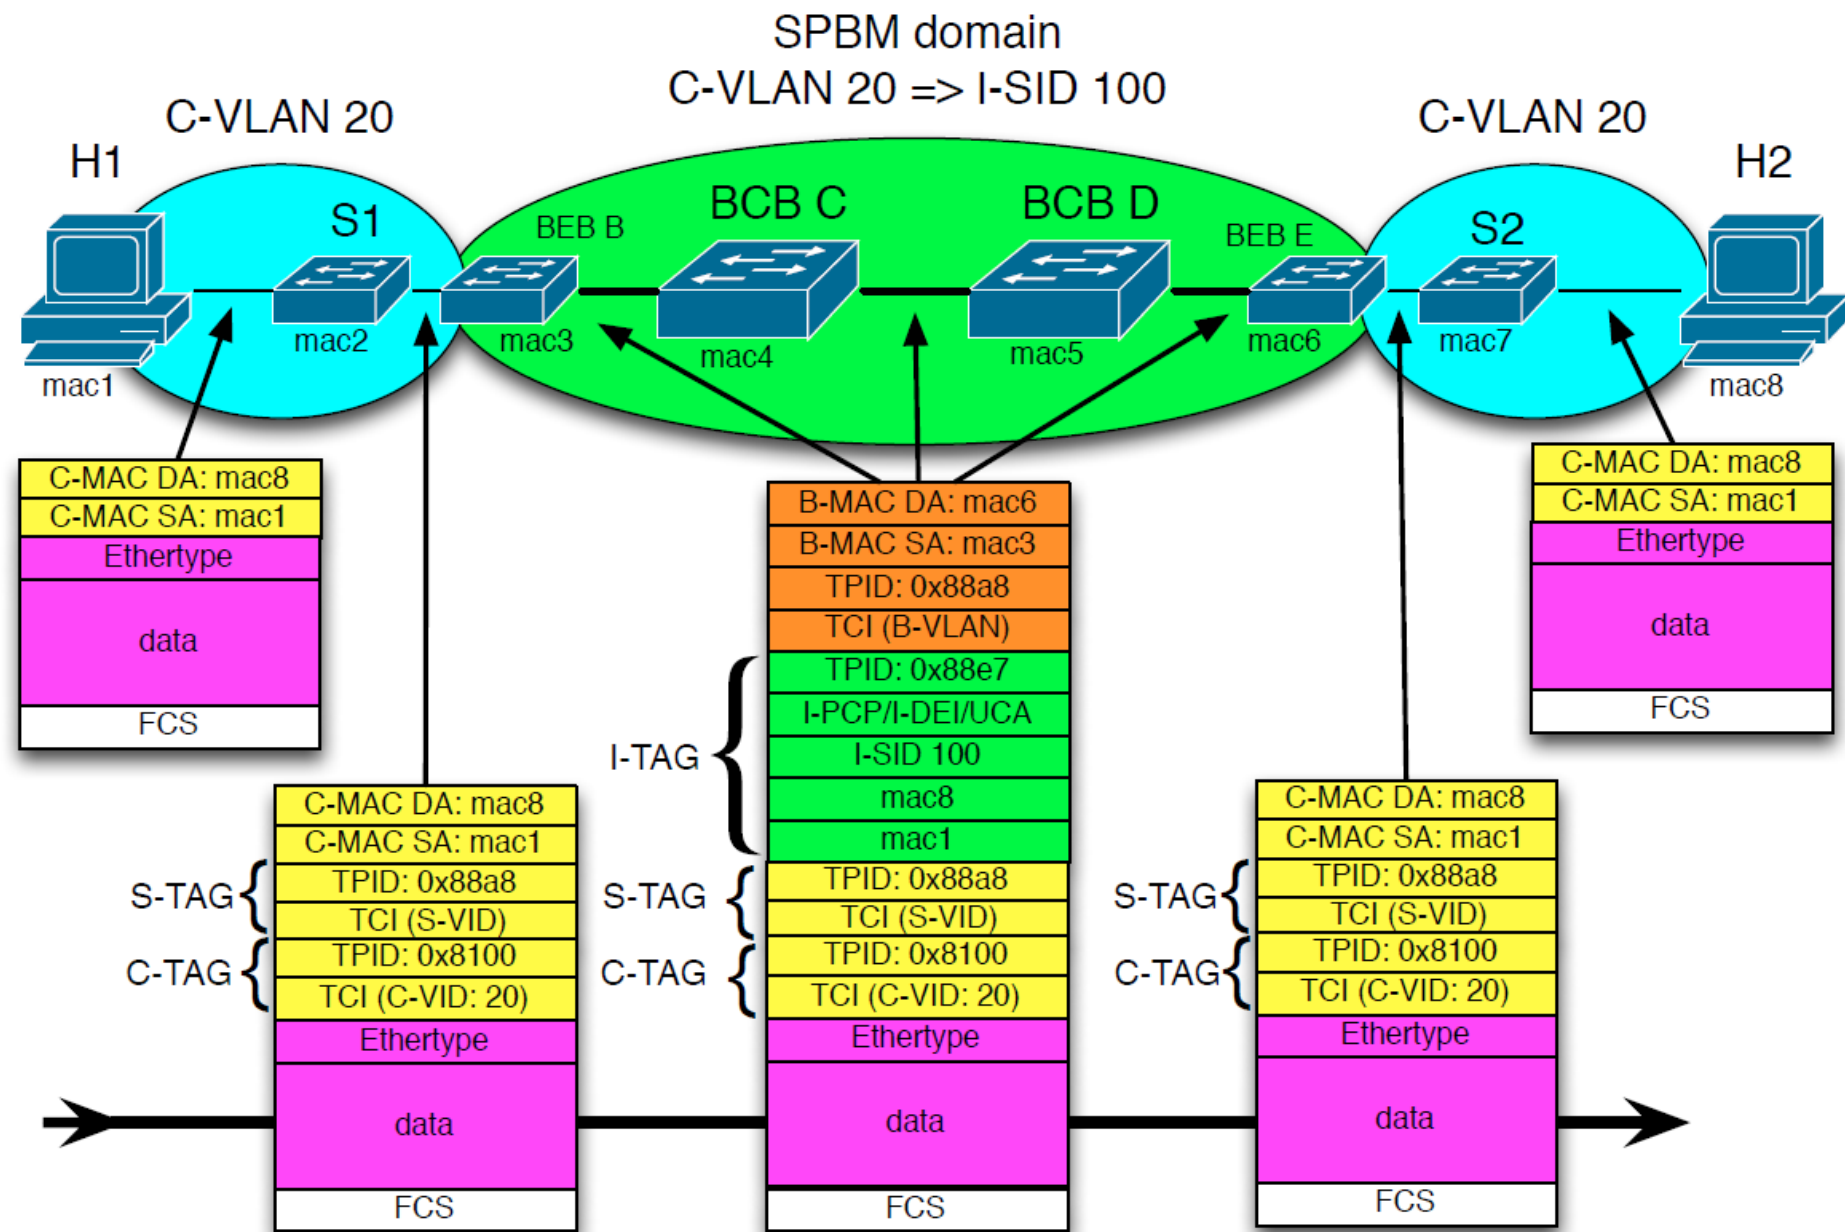 SPBM domain
C-VLAN 20 => I-SID 100
C-VLAN 20
C-VLAN 20
H1
H2
S1
BEB B
BCB C
BCB D
BEB E
S2
mac1
mac2
mac3
mac4
mac5
mac6
mac7
mac8
C-MAC DA: mac8
C-MAC SA: mac1
Ethertype
data
FCS
C-MAC DA: mac8
C-MAC SA: mac1
S-TAG
TPID: 0x88a8
TCI (S-VID)
C-TAG
TPID: 0x8100
TCI (C-VID: 20)
Ethertype
data
FCS
B-MAC DA: mac6
B-MAC SA: mac3
TPID: 0x88a8
TCI (B-VLAN)
I-TAG
TPID: 0x88e7
I-PCP/I-DEI/UCA
I-SID 100
mac8
mac1
S-TAG
TPID: 0x88a8
TCI (S-VID)
C-TAG
TPID: 0x8100
TCI (C-VID: 20)
Ethertype
data
FCS
C-MAC DA: mac8
C-MAC SA: mac1
S-TAG
TPID: 0x88a8
TCI (S-VID)
C-TAG
TPID: 0x8100
TCI (C-VID: 20)
Ethertype
data
FCS
C-MAC DA: mac8
C-MAC SA: mac1
Ethertype
data
FCS